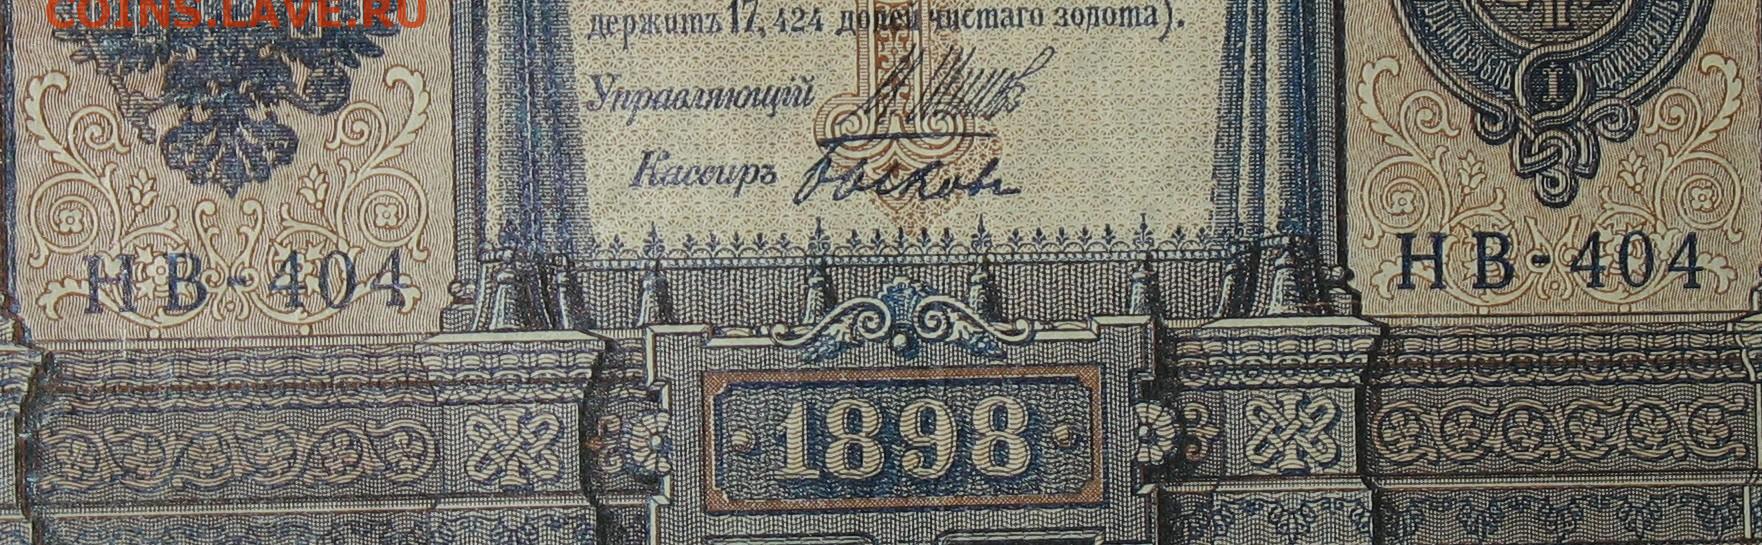 COINS.LAVE.RU
держитъ 17, 424 долей чистаго золота).
Управляющій
Кассиръ
I
НВ-404 НВ-404
1898